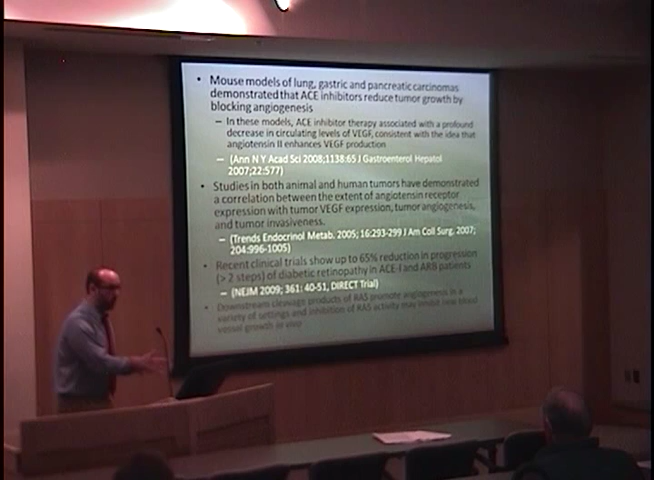 • Mouse models of lung, gastric and pancreatic carcinomas
demonstrated that ACE inhibitors reduce tumor growth by
blocking angiogenesis
– In these models, ACE inhibitor therapy associated with a profound
decrease in circulating levels of VEGF, consistent with the idea that
angiotensin II enhances VEGF production
– (Ann N Y Acad Sci 2008;1138:65 J Gastroenterol Hepatol
2007;22:577)
• Studies in both animal and human tumors have demonstrated
a correlation between the extent of angiotensin receptor
expression with tumor VEGF expression, tumor angiogenesis,
and tumor invasiveness.
– (Trends Endocrinol Metab. 2005; 16:293-299 J Am Coll Surg. 2007;
204:996-1005)
• Recent clinical trials show up to 65% reduction in progression
(> 2 steps) of diabetic retinopathy in ACE-I and ARB patients
– (NEJM 2009; 361: 40-51, DIRECT Trial)
• Downstream cleavage products of RAS promote angiogenesis in a
variety of settings and inhibition of RAS activity may inhibit new blood
vessel growth in vivo